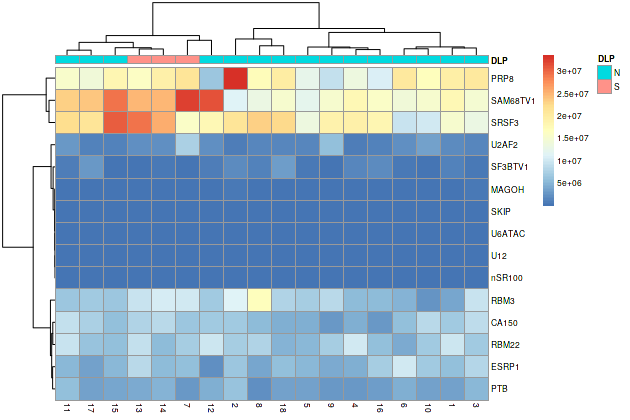 DLP
DLP
N
S
PRP8
SAM68TV1
SRSF3
U2AF2
SF3BTV1
MAGOH
SKIP
U6ATAC
U12
nSR100
RBM3
CA150
RBM22
ESRP1
PTB
3e+07
2.5e+07
2e+07
1.5e+07
1e+07
5e+06
11 17 15 13 14 7 12 2 8 18 5 9 4 16 6 10 1 3